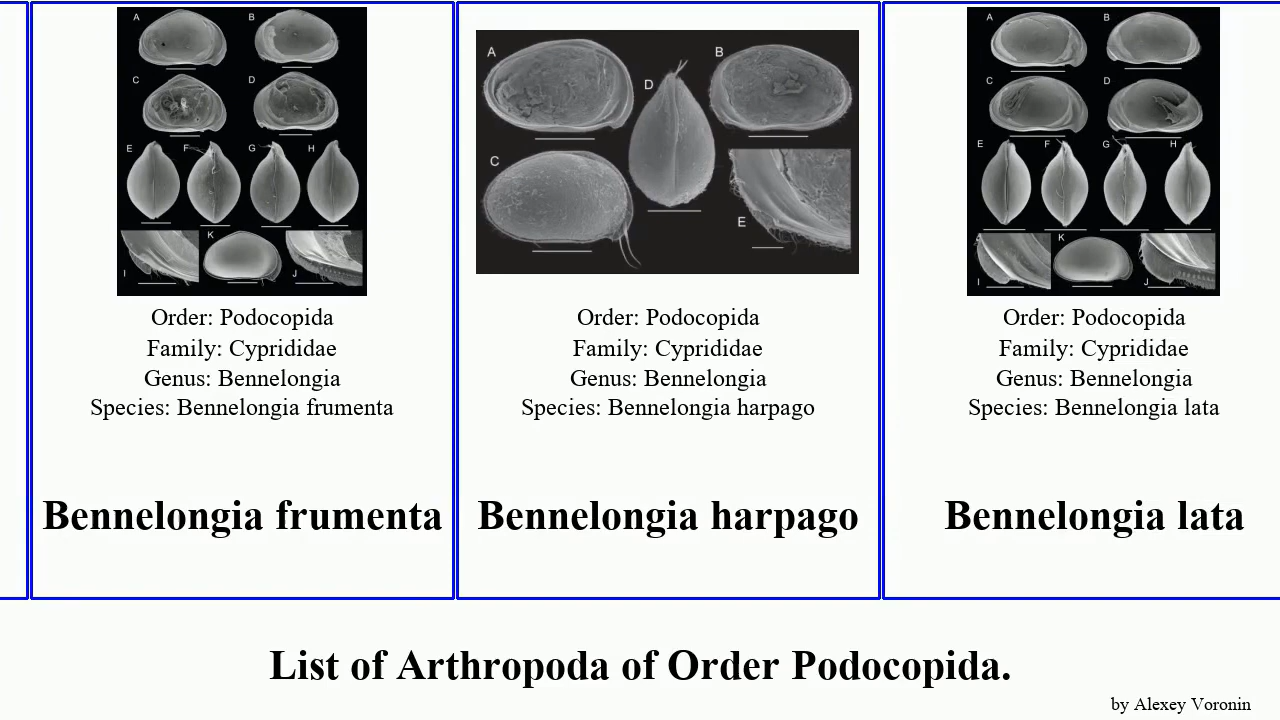 A B
C D
E F G H
I K J
Order: Podocopida
Family: Cyprididae
Genus: Bennelongia
Species: Bennelongia frumenta
Bennelongia frumenta
A D B
C E
Order: Podocopida
Family: Cyprididae
Genus: Bennelongia
Species: Bennelongia harpago
Bennelongia harpago
A B
C D
E F G H
I K J
Order: Podocopida
Family: Cyprididae
Genus: Bennelongia
Species: Bennelongia lata
Bennelongia lata
List of Arthropoda of Order Podocopida.
by Alexey Voronin